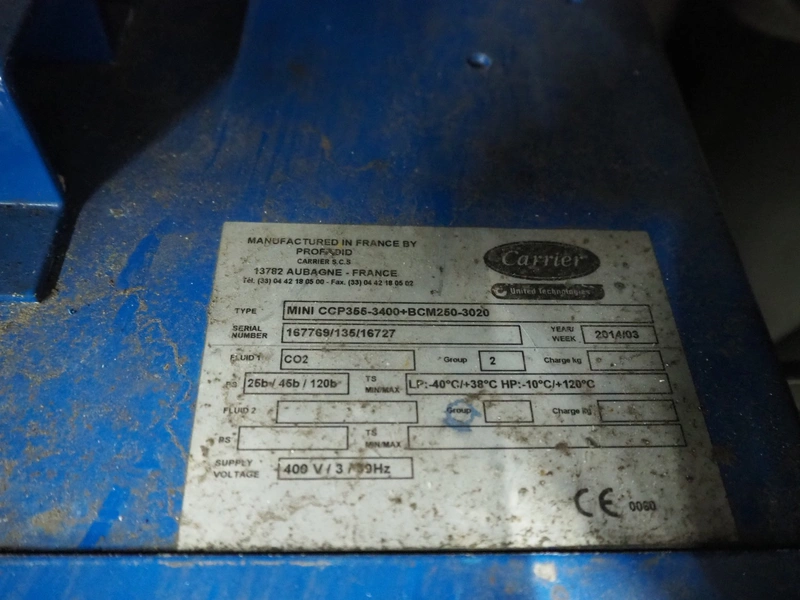 MANUFACTURED IN FRANCE BY
PROFROID
CARRIER S.C.S
13782 AUBAGNE - FRANCE
Tél. (33) 04 42 18 05 00 - Fax. (33) 04 42 18 05 02
Carrier
United Technologies
TYPE MINI CCP355-3400+BCM250-3020
SERIAL NUMBER 167769/135/16727 YEAR/ WEEK 2014/03
FLUID 1 CO2 Group 2 Charge kg
PS 25b / 45b / 120b TS MIN/MAX LP:-40°C/+38°C HP:-10°C/+120°C
FLUID 2 Group Charge kg
PS TS MIN/MAX
SUPPLY VOLTAGE 400 V / 3 /
CE